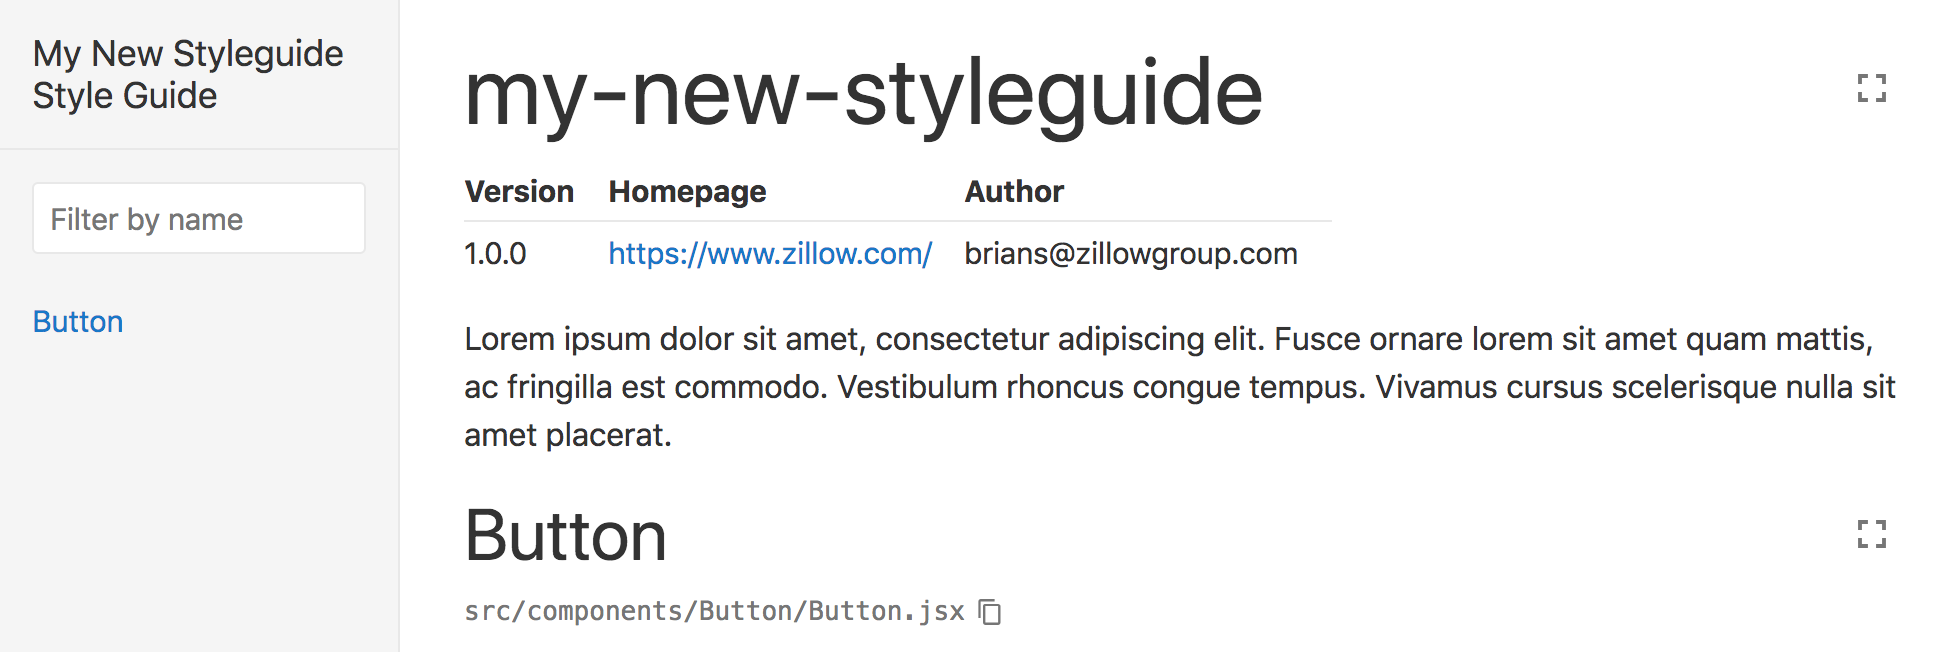 My New Styleguide
Style Guide
Filter by name
Button
my-new-styleguide
Version Homepage Author
1.0.0 https://www.zillow.com/ brians@zillowgroup.com
Lorem ipsum dolor sit amet, consectetur adipiscing elit. Fusce ornare lorem sit amet quam mattis,
ac fringilla est commodo. Vestibulum rhoncus congue tempus. Vivamus cursus scelerisque nulla sit
amet placerat.
Button
src/components/Button/Button.jsx